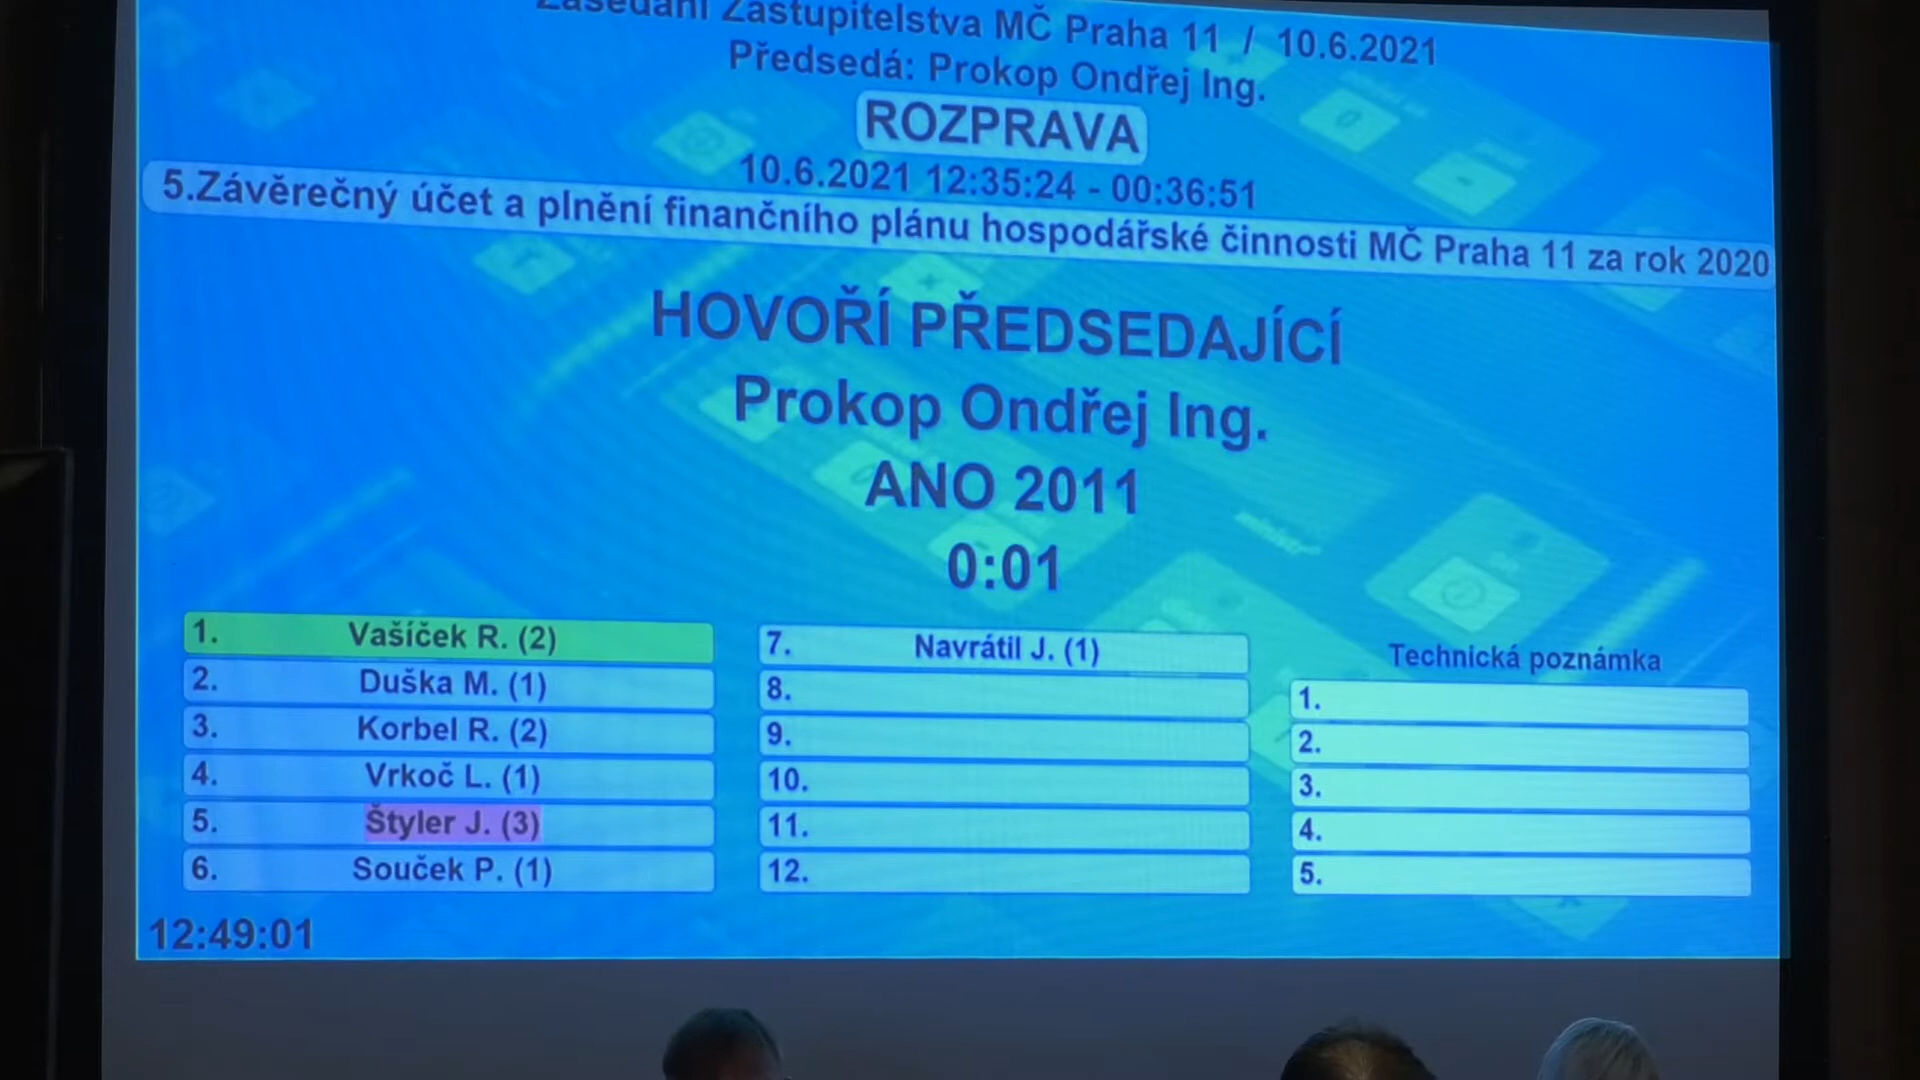 Zasedání Zastupitelstva MČ Praha 11 / 10.6.2021
Předsedá: Prokop Ondřej Ing.
ROZPRAVA
10.6.2021 12:35:24 - 00:36:51
5.Závěrečný účet a plnění finančního plánu hospodářské činnosti MČ Praha 11 za rok 2020
HOVOŘÍ PŘEDSEDAJÍCÍ
Prokop Ondřej Ing.
ANO 2011
0:01
1. Vašíček R. (2)
2. Duška M. (1)
3. Korbel R. (2)
4. Vrkoč L. (1)
5. Štyler J. (3)
6. Souček P. (1)
7. Navrátil J. (1)
8.
9.
10.
11.
12.
Technická poznámka
1.
2.
3.
4.
5.
12:49:01